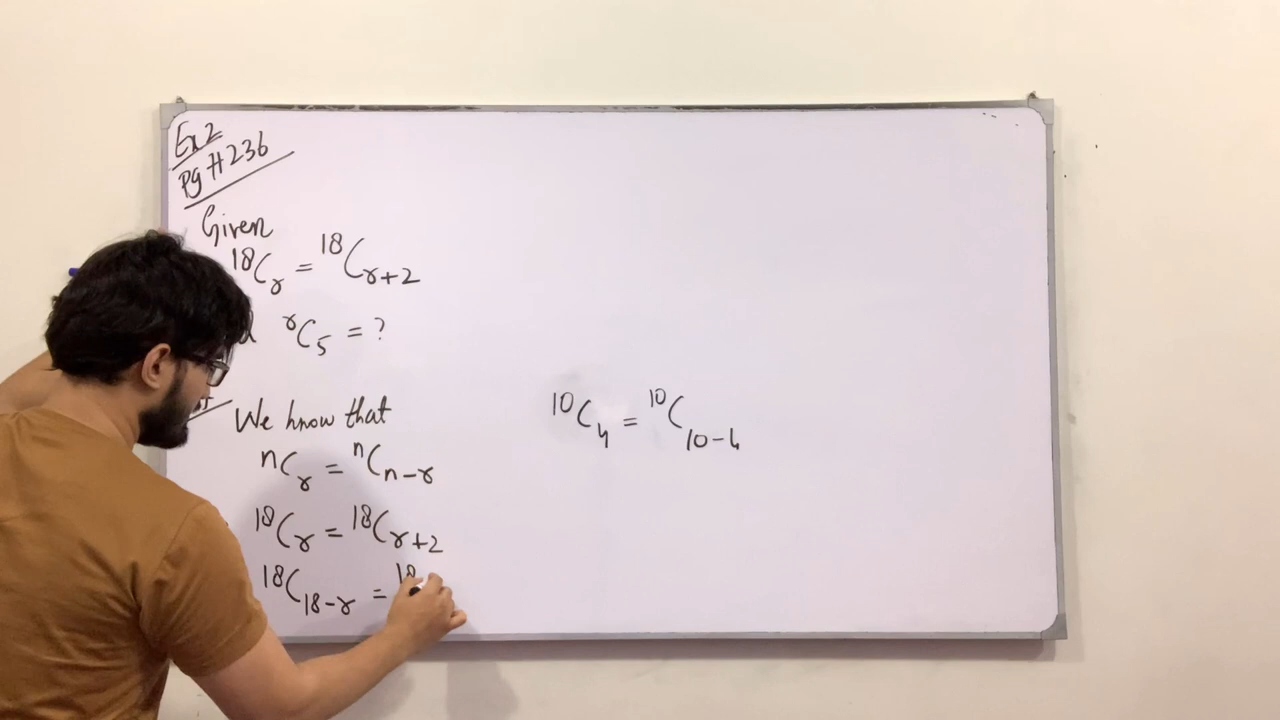 Ex2
Pg # 236
Given
¹⁸Cᵣ = ¹⁸Cᵣ₊₂
ʳC₅ = ?
We know that
ⁿCᵣ = ⁿCₙ₋ᵣ
¹⁸Cᵣ = ¹⁸Cᵣ₊₂
¹⁸C₁₈₋ᵣ = ¹⁸
¹⁰C₄ = ¹⁰C₁₀₋₄